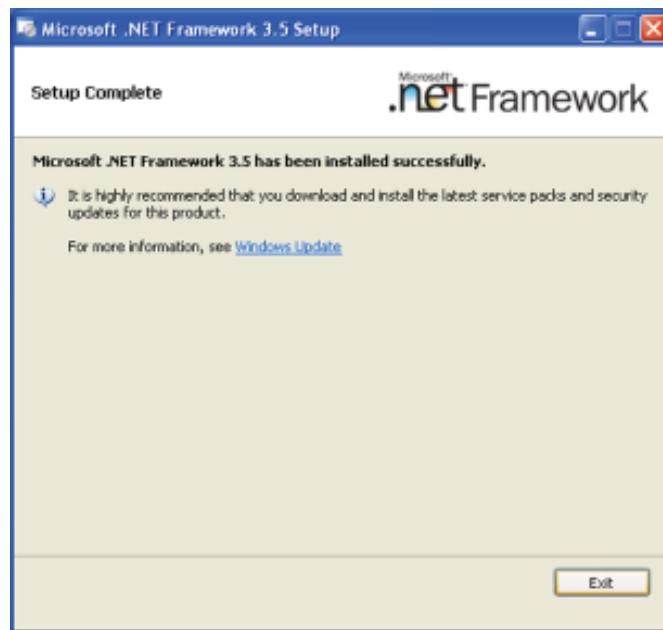 Microsoft .NET Framework 3.5 Setup
Setup Complete
Microsoft
.net Framework
Microsoft .NET Framework 3.5 has been installed successfully.
It is highly recommended that you download and install the latest service packs and security
updates for this product.
For more information, see Windows Update
Exit